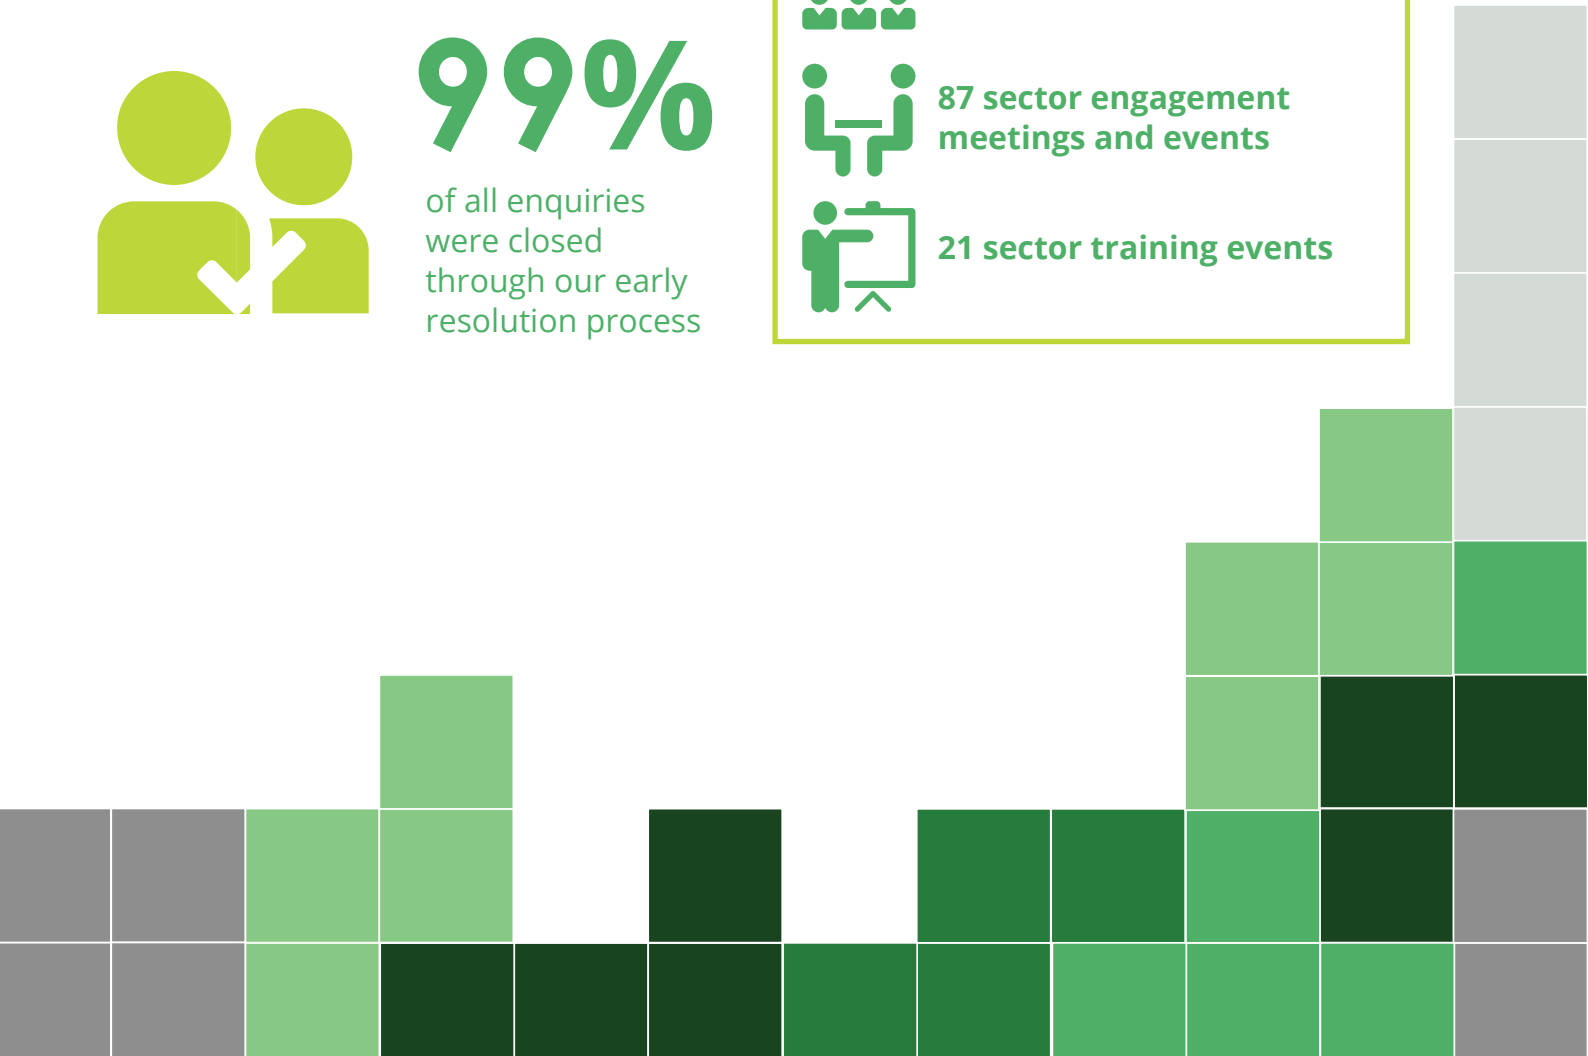 99%
of all enquiries
were closed
through our early
resolution process
87 sector engagement
meetings and events
21 sector training events